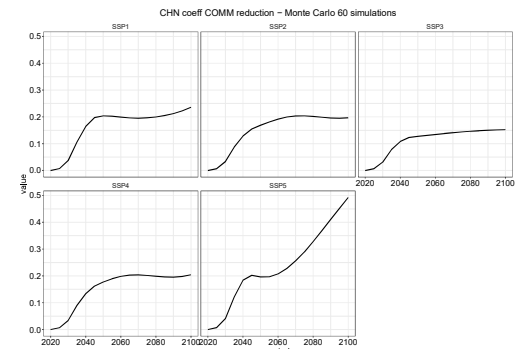 CHN coeff COMM reduction − Monte Carlo 60 simulations
SSP1 SSP2 SSP3
0.5
0.4
0.3
0.2
0.1
0.0
2020 2040 2060 2080 2100
value
SSP4 SSP5
0.5
0.4
0.3
0.2
0.1
0.0
2020 2040 2060 2080 2100 2020 2040 2060 2080 2100